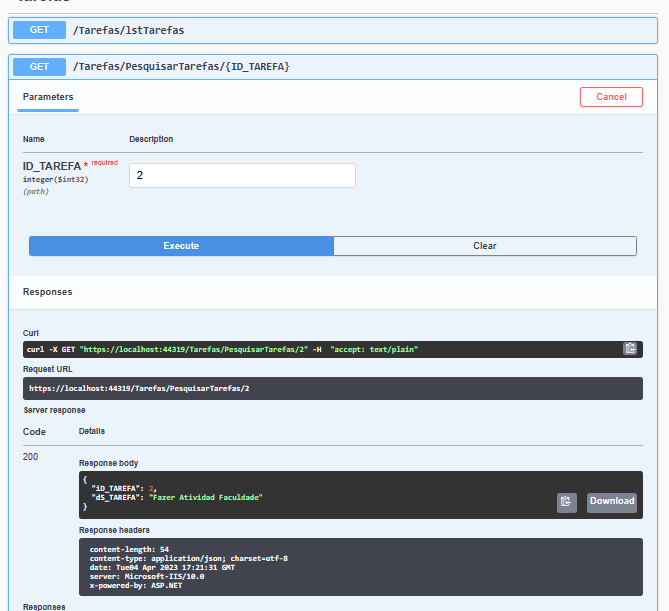 GET /Tarefas/lstTarefas
GET /Tarefas/PesquisarTarefas/{ID_TAREFA}
Parameters
Cancel
Name Description
ID_TAREFA * required
integer($int32)
(path)
2
Execute Clear
Responses
Curl
curl -X GET "https://localhost:44319/Tarefas/PesquisarTarefas/2" -H "accept: text/plain"
Request URL
https://localhost:44319/Tarefas/PesquisarTarefas/2
Server response
Code Details
200
Response body
{
"iD_TAREFA": 2,
"dS_TAREFA": "Fazer Atividad Faculdade"
}
Download
Response headers
content-length: 54
content-type: application/json; charset=utf-8
date: Tue04 Apr 2023 17:21:31 GMT
server: Microsoft-IIS/10.0
x-powered-by: ASP.NET
Responses